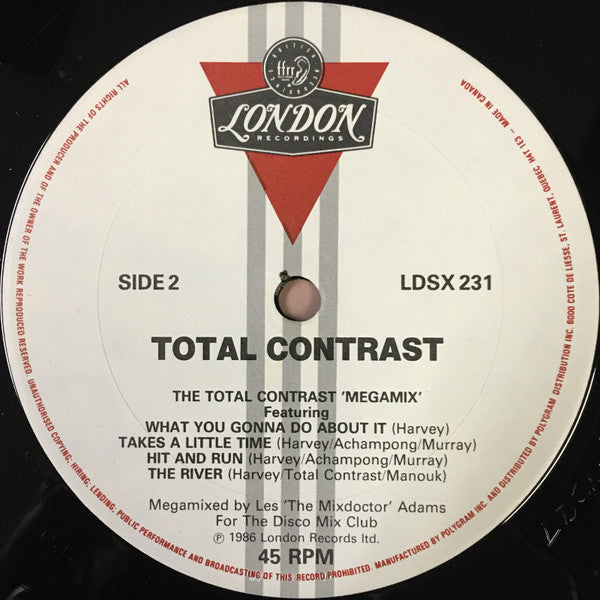 ffrr
LONDON
RECORDINGS
SIDE 2
LDSX 231
TOTAL CONTRAST
THE TOTAL CONTRAST 'MEGAMIX'
Featuring
WHAT YOU GONNA DO ABOUT IT (Harvey)
TAKES A LITTLE TIME (Harvey/Achampong/Murray)
HIT AND RUN (Harvey/Achampong/Murray)
THE RIVER (Harvey/Total Contrast/Manouk)
Megamixed by Les 'The Mixdoctor' Adams
For The Disco Mix Club
℗ 1986 London Records ltd.
45 RPM
ALL RIGHTS OF THE PRODUCER AND OF THE OWNER OF THE WORK REPRODUCED RESERVED. UNAUTHORISED COPYING, HIRING, LENDING, PUBLIC PERFORMANCE AND BROADCASTING OF THIS RECORD PROHIBITED. MANUFACTURED BY POLYGRAM INC. AND DISTRIBUTED BY POLYGRAM DISTRIBUTION INC. 6000 COTE DE LIESSE, ST. LAURENT, QUEBEC. H4T 1E3 – MADE IN CANADA